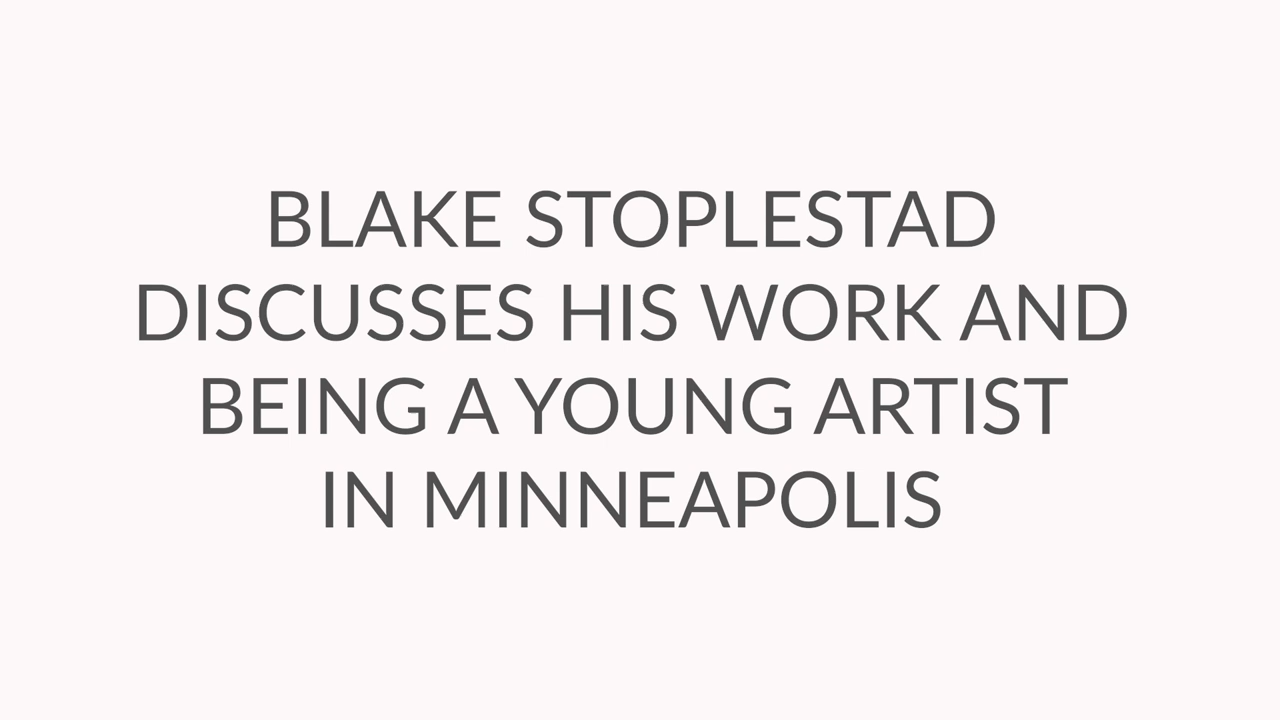 BLAKE STOPLESTAD
DISCUSSES HIS WORK AND
BEING A YOUNG ARTIST
IN MINNEAPOLIS